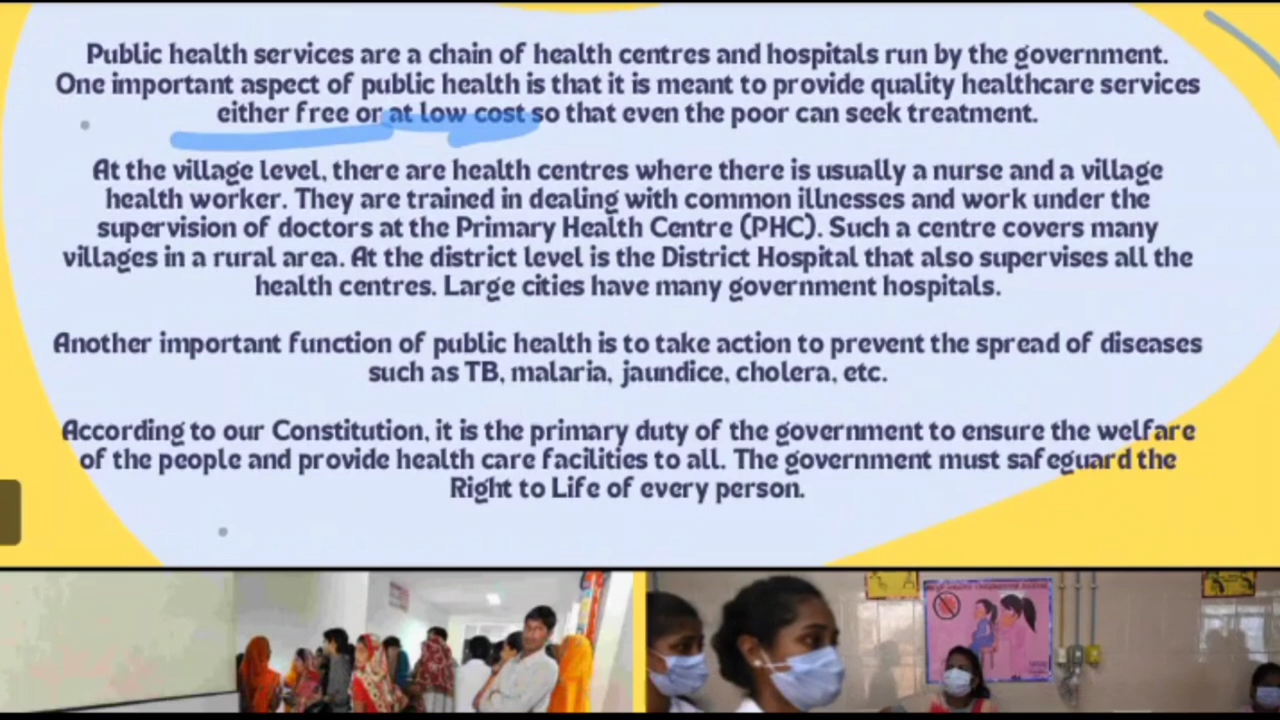 Public health services are a chain of health centres and hospitals run by the government.
One important aspect of public health is that it is meant to provide quality healthcare services
either free or at low cost so that even the poor can seek treatment.
At the village level, there are health centres where there is usually a nurse and a village
health worker. They are trained in dealing with common illnesses and work under the
supervision of doctors at the Primary Health Centre (PHC). Such a centre covers many
villages in a rural area. At the district level is the District Hospital that also supervises all the
health centres. Large cities have many government hospitals.
Another important function of public health is to take action to prevent the spread of diseases
such as TB, malaria, jaundice, cholera, etc.
According to our Constitution, it is the primary duty of the government to ensure the welfare
of the people and provide health care facilities to all. The government must safeguard the
Right to Life of every person.